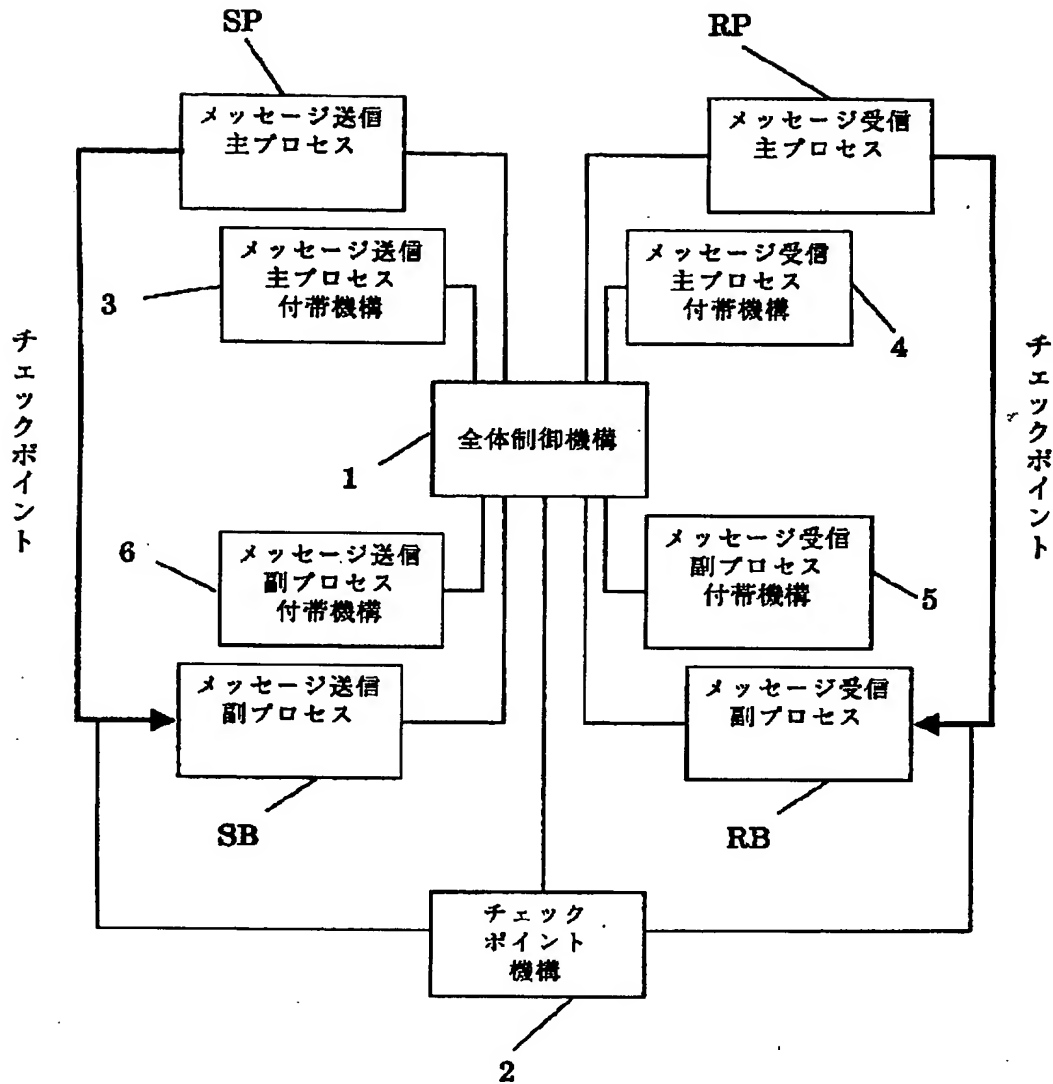 SP
RP
メッセージ送信
主プロセス
メッセージ受信
主プロセス
メッセージ送信
主プロセス
付帯機構
メッセージ受信
主プロセス
付帯機構
3
4
チェックポイント
チェックポイント
全体制御機構
1
6
メッセージ送信
副プロセス
付帯機構
メッセージ受信
副プロセス
付帯機構
5
メッセージ送信
副プロセス
メッセージ受信
副プロセス
SB
RB
チェック
ポイント
機構
2